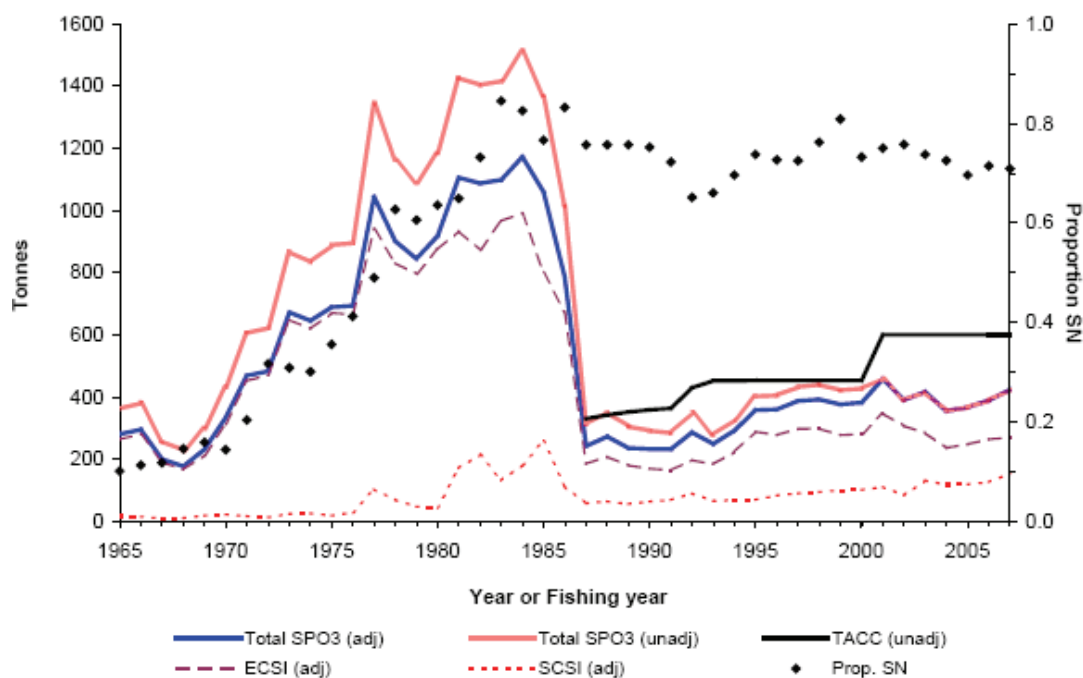 1600
1400
1200
1000
800
600
400
200
0
Tonnes
1.0
0.8
0.6
0.4
0.2
0.0
Proportion SN
1965 1970 1975 1980 1985 1990 1995 2000 2005
Year or Fishing year
Total SPO3 (adj) Total SPO3 (unadj) TACC (unadj)
ECSI (adj) SCSI (adj) Prop. SN